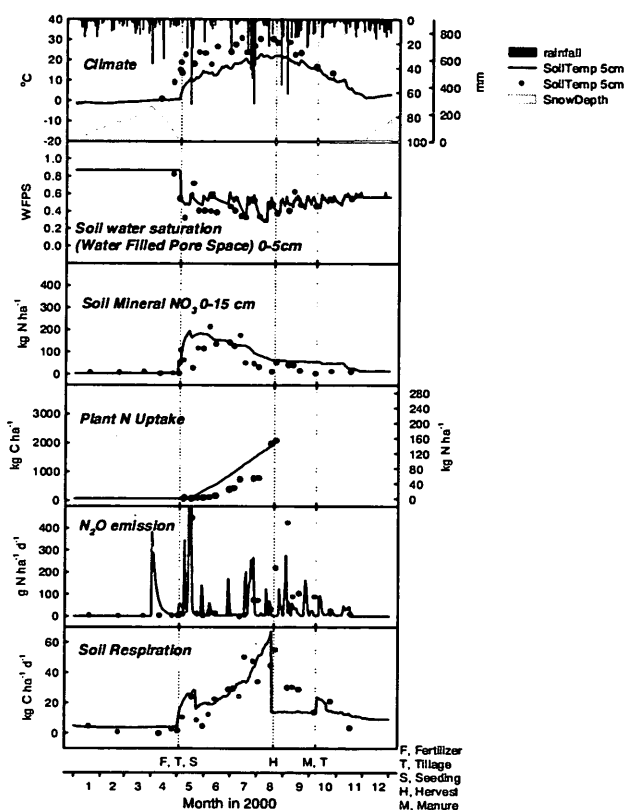 40
30
20
10
0
-10
-20
°C
Climate
0
20
40
60
80
100
mm
800
600
400
200
0
rainfall
SoilTemp 5cm
SoilTemp 5cm
SnowDepth
1.0
0.8
0.6
0.4
0.2
0.0
WFPS
Soil water saturation
(Water Filled Pore Space) 0-5cm
400
300
200
100
0
kg N ha-1
Soil Mineral NO3 0-15 cm
3000
2000
1000
0
kg C ha-1
Plant N Uptake
280
240
200
160
120
80
40
0
kg N ha-1
400
300
200
100
0
g N ha-1 d-1
N2O emission
60
40
20
0
kg C ha-1 d-1
Soil Respiration
F, T, S H M, T
1 2 3 4 5 6 7 8 9 10 11 12
Month in 2000
F, Fertilizer
T, Tillage
S, Seeding
H, Hervest
M, Manure